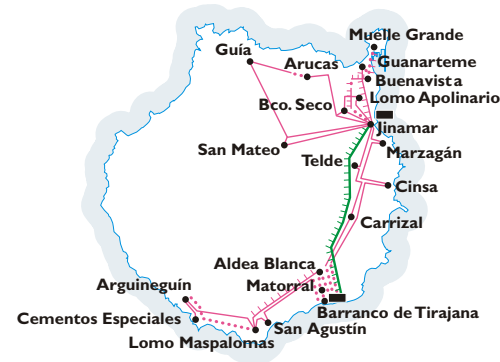 Muelle Grande
Guía
Guanarteme
Arucas
Buenavista
Lomo Apolinario
Bco. Seco
Jinamar
San Mateo
Marzagán
Telde
Cinsa
Carrizal
Aldea Blanca
Arguineguín
Matorral
Barranco de Tirajana
Cementos Especiales
San Agustín
Lomo Maspalomas